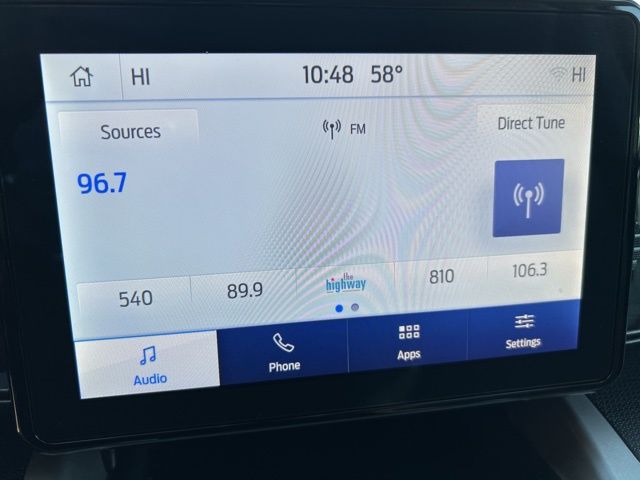 HI 10:48 58° HI
Sources FM Direct Tune
96.7
540 89.9 the highway 810 106.3
Audio Phone Apps Settings